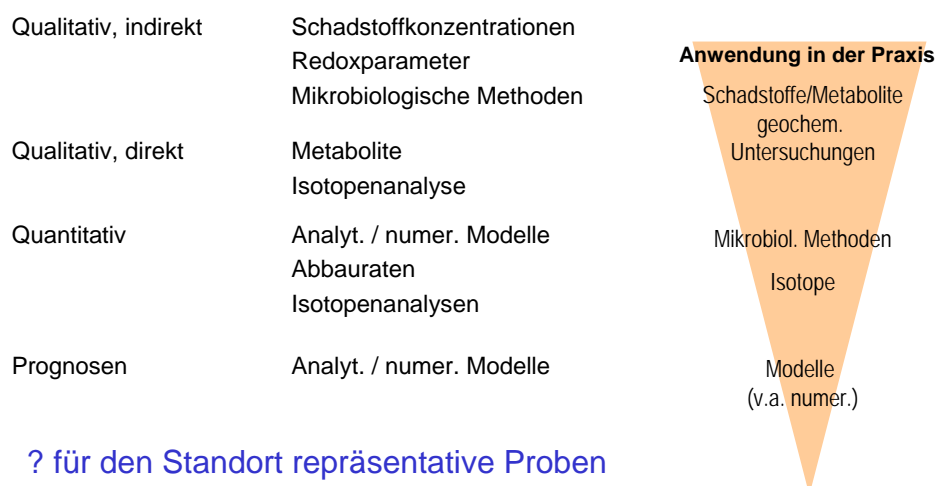 Qualitativ, indirekt Schadstoffkonzentrationen
Redoxparameter
Mikrobiologische Methoden
Qualitativ, direkt Metabolite
Isotopenanalyse
Quantitativ Analyt. / numer. Modelle
Abbauraten
Isotopenanalysen
Prognosen Analyt. / numer. Modelle
Anwendung in der Praxis
Schadstoffe/Metabolite
geochem.
Untersuchungen
Mikrobiol. Methoden
Isotope
Modelle
(v.a. numer.)
? für den Standort repräsentative Proben